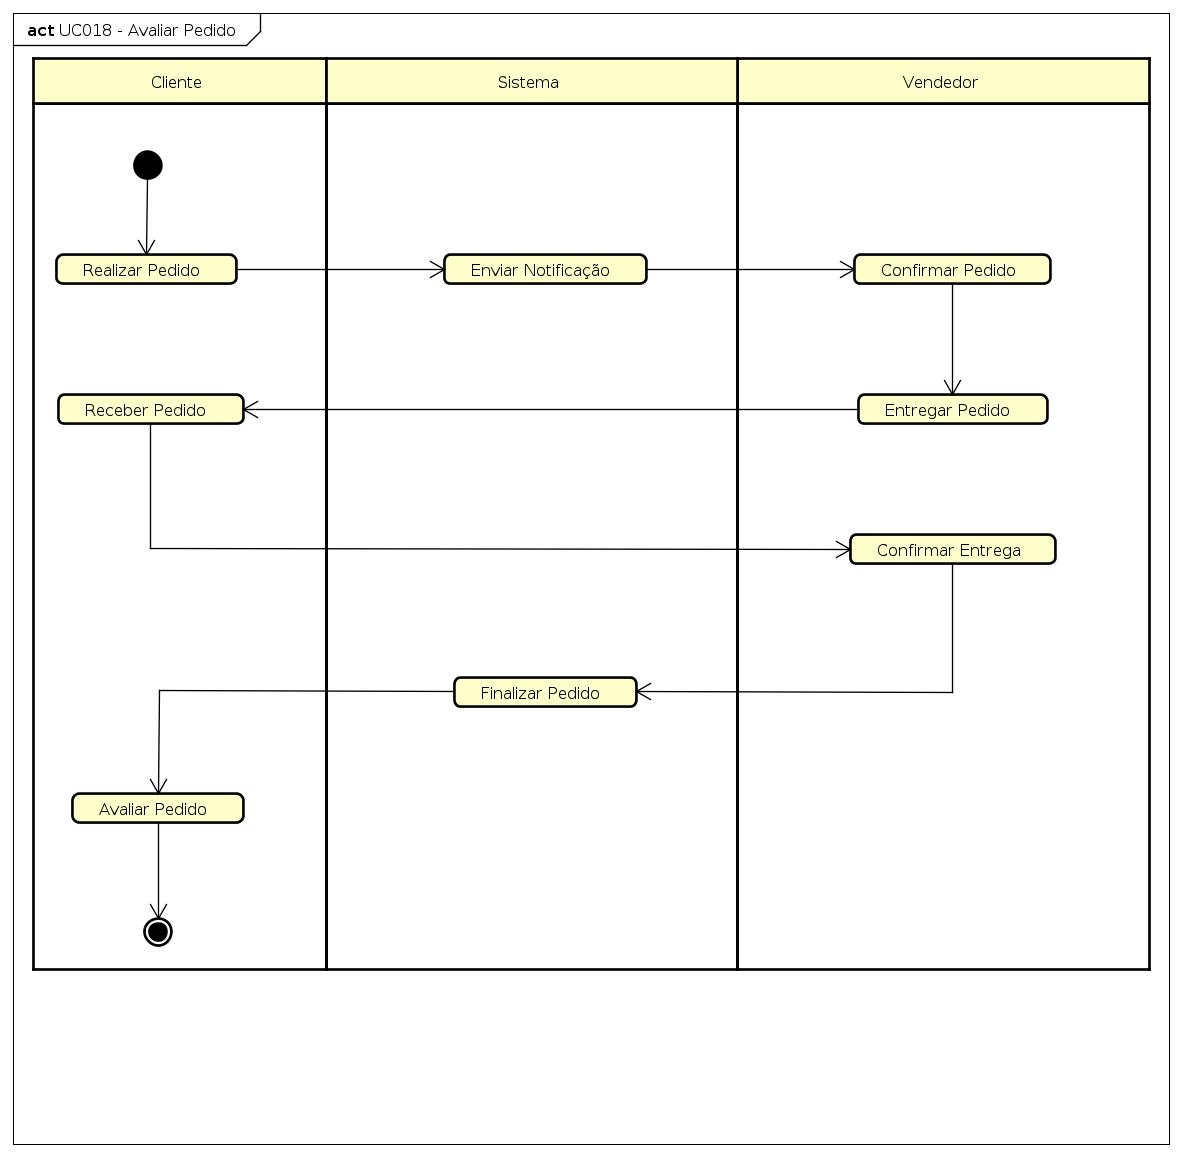 act UC018 - Avaliar Pedido
Cliente Sistema Vendedor
Realizar Pedido Enviar Notificação Confirmar Pedido
Receber Pedido Entregar Pedido
Confirmar Entrega
Finalizar Pedido
Avaliar Pedido